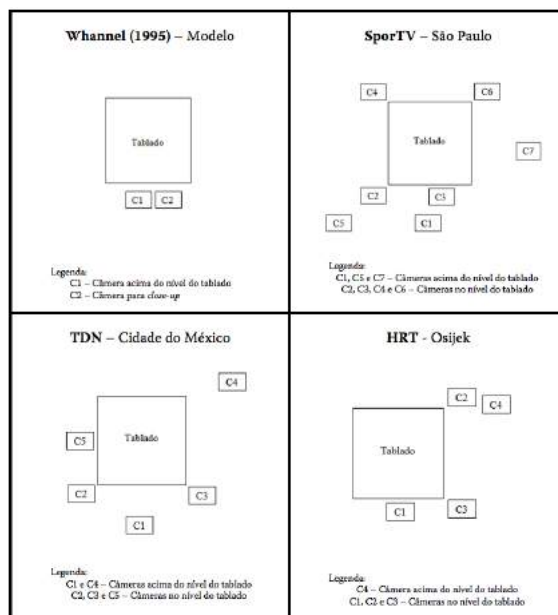 Whannel (1995) – Modelo
Tablado
C1 C2
Legenda:
C1 – Câmera acima do nível do tablado
C2 – Câmera para close-up
SporTV – São Paulo
C4 C6
Tablado
C7
C2 C3
C5 C1
Legenda:
C1, C5 e C7 – Câmeras acima do nível do tablado
C2, C3, C4 e C6 – Câmeras no nível do tablado
TDN – Cidade do México
C4
C5 Tablado
C2 C3
C1
Legenda:
C1 e C4 – Câmeras acima do nível do tablado
C2, C3 e C5 – Câmeras no nível do tablado
HRT - Osijek
C2 C4
Tablado
C1 C3
Legenda:
C4 – Câmera acima do nível do tablado
C1, C2 e C3 – Câmeras no nível do tablado